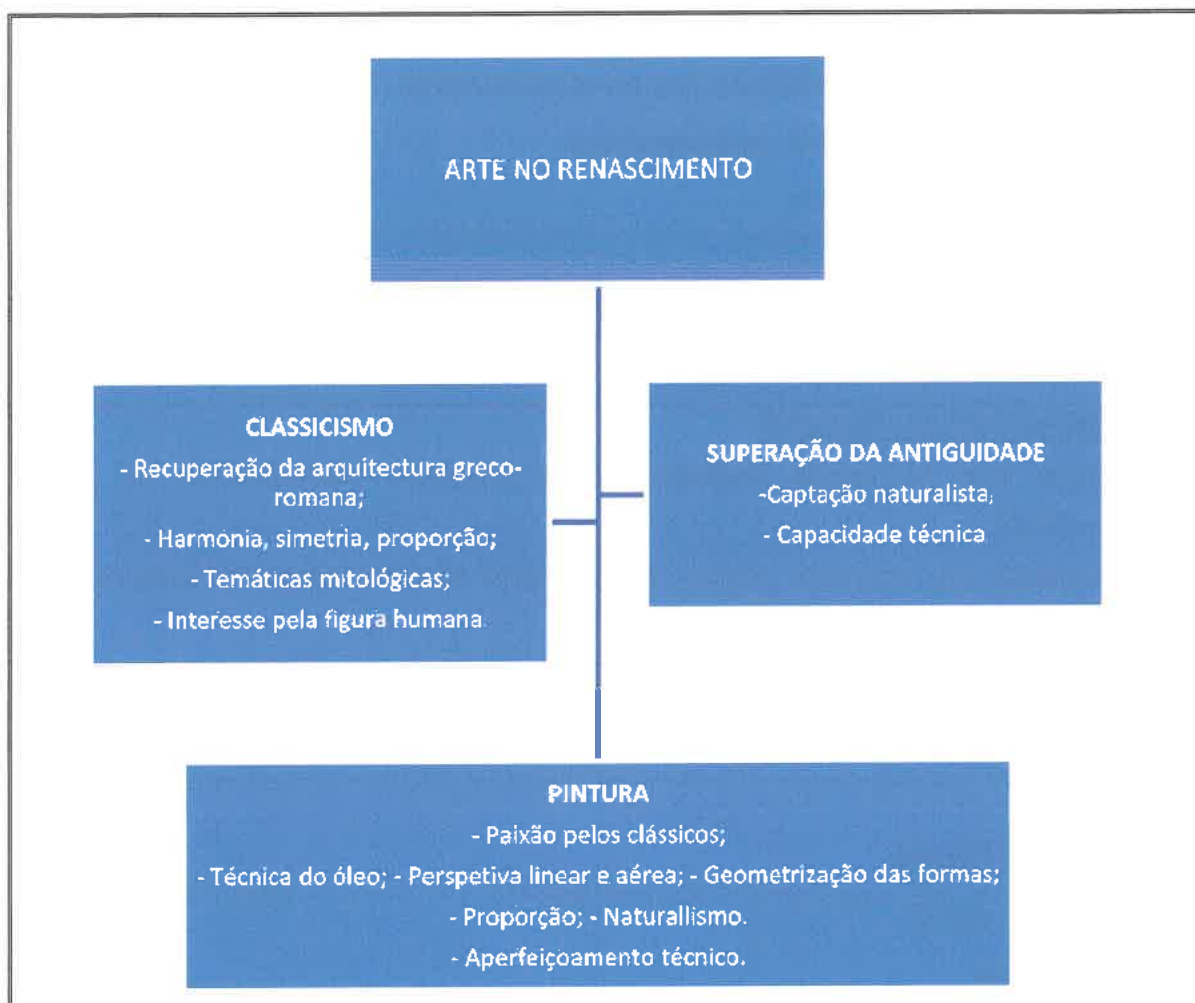 ARTE NO RENASCIMENTO
CLASSICISMO
- Recuperação da arquitectura greco-
romana;
- Harmonia, simetria, proporção;
- Temáticas mitológicas;
- Interesse pela figura humana.
SUPERAÇÃO DA ANTIGUIDADE
-Captação naturalista;
- Capacidade técnica
PINTURA
- Paixão pelos clássicos;
- Técnica do óleo; - Perspetiva linear e aérea; - Geometrização das formas;
- Proporção; - Naturallismo.
- Aperfeiçoamento técnico.